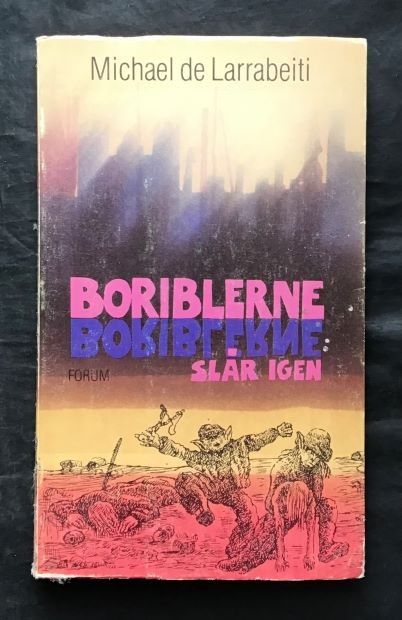 Michael de Larrabeiti
BORIBLERNE
BORIBLERNE:
SLÅR IGEN
FORUM